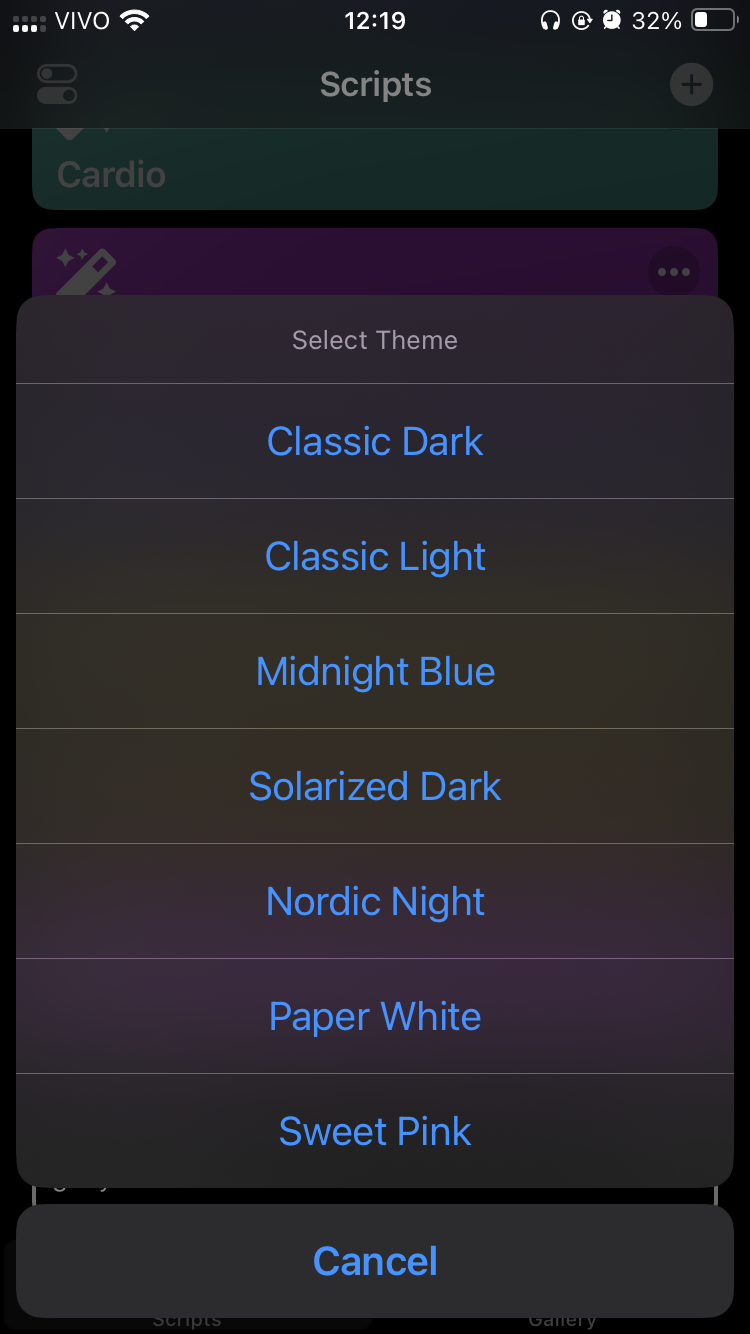 VIVO 12:19 32%
Scripts
Cardio
Select Theme
Classic Dark
Classic Light
Midnight Blue
Solarized Dark
Nordic Night
Paper White
Sweet Pink
Cancel
Scripts Gallery